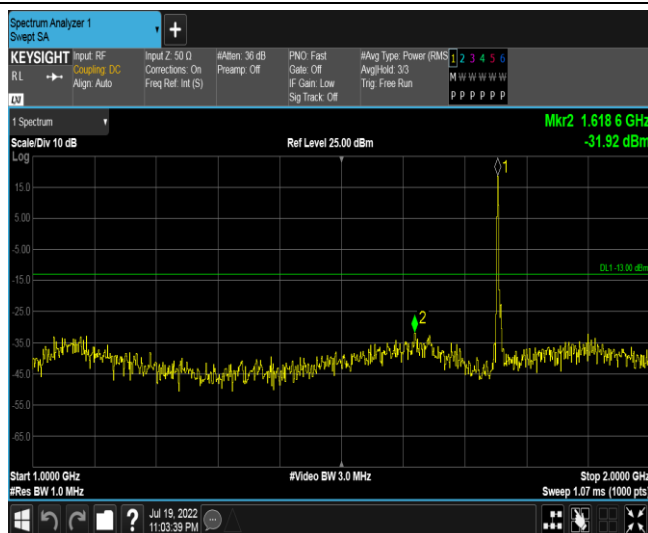 Spectrum Analyzer 1
Swept SA
KEYSIGHT
RL
LXI
Input: RF
Coupling: DC
Align: Auto
Input Z: 50 Ω
Corrections: On
Freq Ref: Int (S)
#Atten: 36 dB
Preamp: Off
PNO: Fast
Gate: Off
IF Gain: Low
Sig Track: Off
#Avg Type: Power (RMS
Avg|Hold: 3/3
Trig: Free Run
1 2 3 4 5 6
M W W W W W
P P P P P P
1 Spectrum
Scale/Div 10 dB
Ref Level 25.00 dBm
Mkr2 1.618 6 GHz
-31.92 dBm
Log
1
15.0
5.00
-5.00
DL1 -13.00 dBm
-15.0
-25.0
2
-35.0
-45.0
-55.0
-65.0
Start 1.0000 GHz
#Video BW 3.0 MHz
Stop 2.0000 GHz
#Res BW 1.0 MHz
Sweep 1.07 ms (1000 pts)
?
Jul 19, 2022
11:03:39 PM